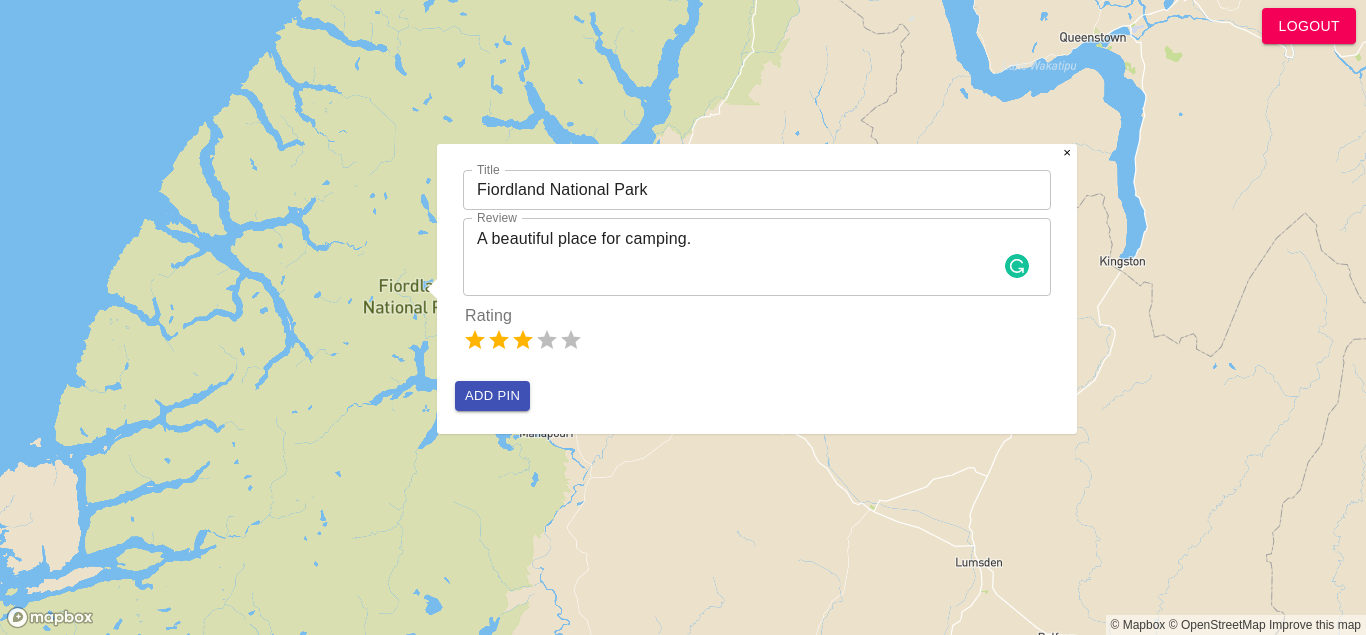 Queenstown
LOGOUT
Wakatipu
×
Title
Fiordland National Park
Review
A beautiful place for camping.
Kingston
National
Rating
ADD PIN
Manapouri
Lumsden
mapbox
© Mapbox © OpenStreetMap Improve this map